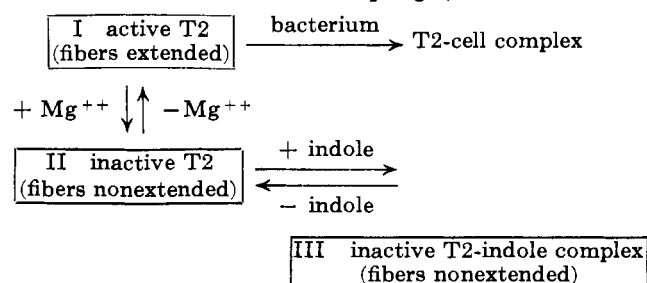 I active T2
(fibers extended)
bacterium
T2-cell complex
+ Mg++
−Mg++
II inactive T2
(fibers nonextended)
+ indole
− indole
III inactive T2-indole complex
(fibers nonextended)